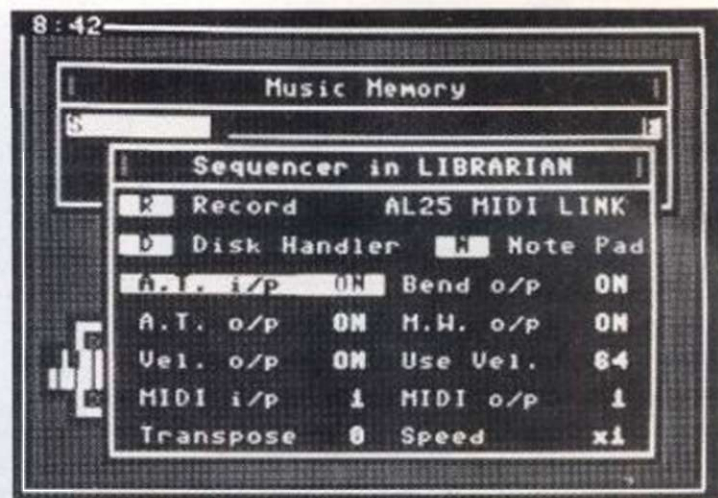 8:42
Music Memory
S
Sequencer in LIBRARIAN
R Record AL25 MIDI LINK
D Disk Handler N Note Pad
A.T. i/p ON Bend o/p ON
A.T. o/p ON M.W. o/p ON
Vel. o/p ON Use Vel. 64
MIDI i/p 1 MIDI o/p 1
Transpose 0 Speed x1